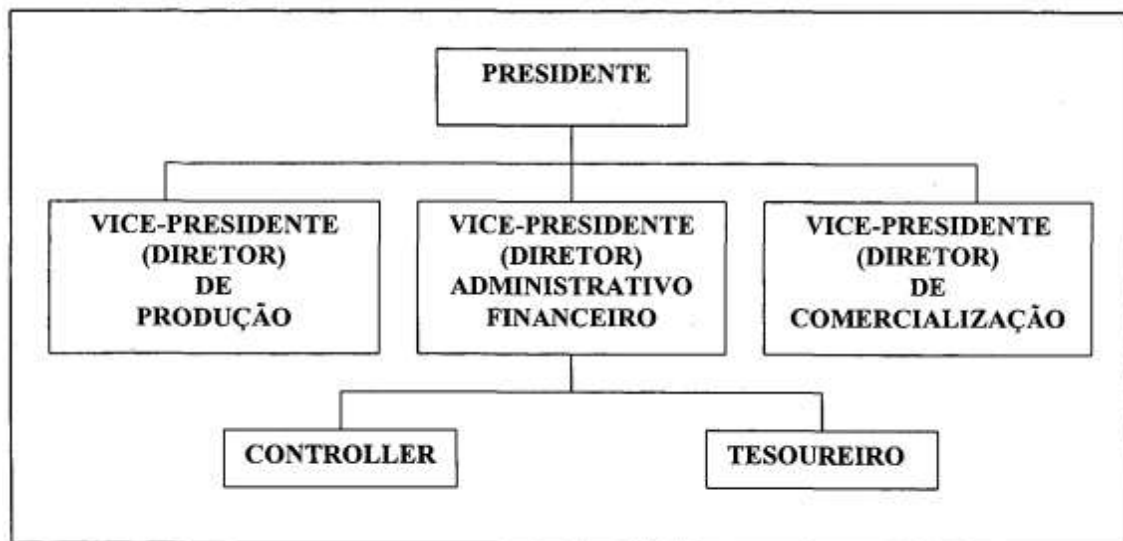 PRESIDENTE
VICE-PRESIDENTE
(DIRETOR)
DE
PRODUÇÃO
VICE-PRESIDENTE
(DIRETOR)
ADMINISTRATIVO
FINANCEIRO
VICE-PRESIDENTE
(DIRETOR)
DE
COMERCIALIZAÇÃO
CONTROLLER
TESOUREIRO